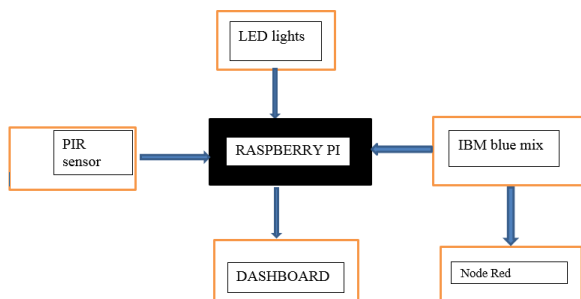 LED lights
PIR
sensor
RASPBERRY PI
IBM blue mix
DASHBOARD
Node Red